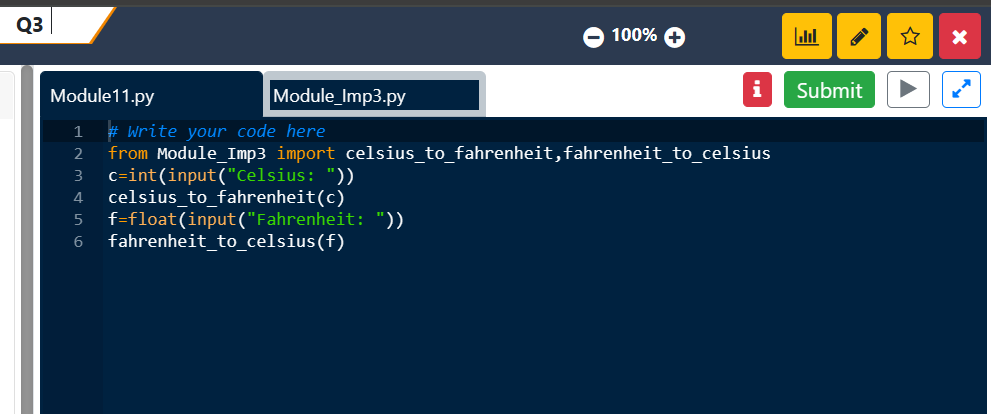 Q3
100%
Module11.py
Module_Imp3.py
Submit
1 # Write your code here
2 from Module_Imp3 import celsius_to_fahrenheit,fahrenheit_to_celsius
3 c=int(input("Celsius: "))
4 celsius_to_fahrenheit(c)
5 f=float(input("Fahrenheit: "))
6 fahrenheit_to_celsius(f)